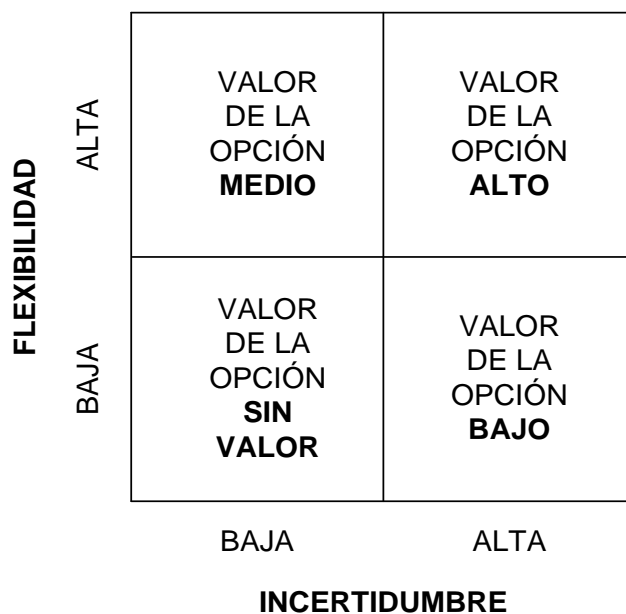 FLEXIBILIDAD
ALTA
VALOR
DE LA
OPCIÓN
MEDIO
VALOR
DE LA
OPCIÓN
ALTO
BAJA
VALOR
DE LA
OPCIÓN
SIN
VALOR
VALOR
DE LA
OPCIÓN
BAJO
BAJA
ALTA
INCERTIDUMBRE